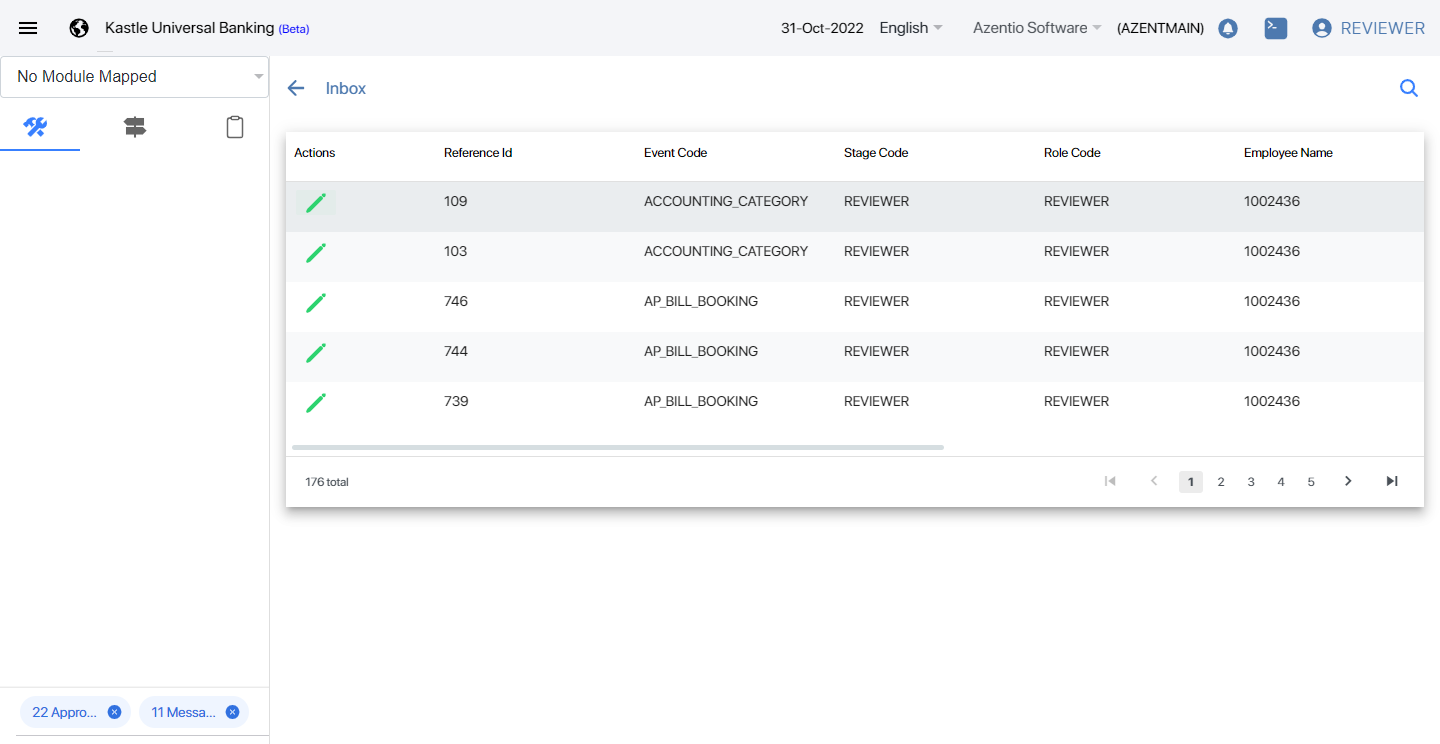 Kastle Universal Banking (Beta) 31-Oct-2022 English Azentio Software (AZENTMAIN) REVIEWER
No Module Mapped
Inbox
Actions Reference Id Event Code Stage Code Role Code Employee Name
109 ACCOUNTING_CATEGORY REVIEWER REVIEWER 1002436
103 ACCOUNTING_CATEGORY REVIEWER REVIEWER 1002436
746 AP_BILL_BOOKING REVIEWER REVIEWER 1002436
744 AP_BILL_BOOKING REVIEWER REVIEWER 1002436
739 AP_BILL_BOOKING REVIEWER REVIEWER 1002436
176 total 1 2 3 4 5
22 Appro... 11 Messa...